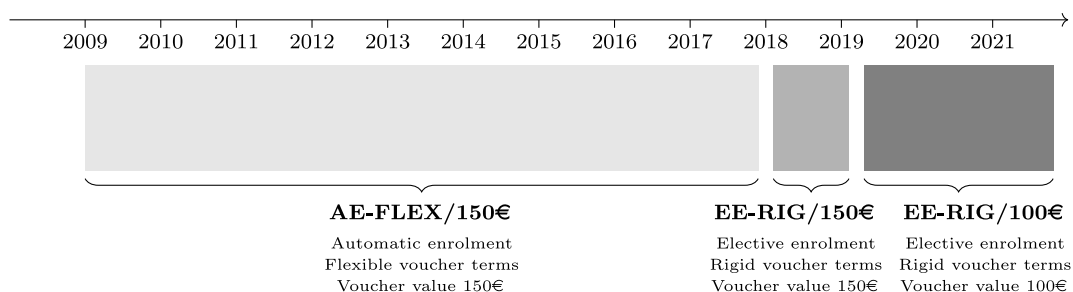 2009 2010 2011 2012 2013 2014 2015 2016 2017 2018 2019 2020 2021
AE-FLEX/150€ EE-RIG/150€ EE-RIG/100€
Automatic enrolment Elective enrolment Elective enrolment
Flexible voucher terms Rigid voucher terms Rigid voucher terms
Voucher value 150€ Voucher value 150€ Voucher value 100€